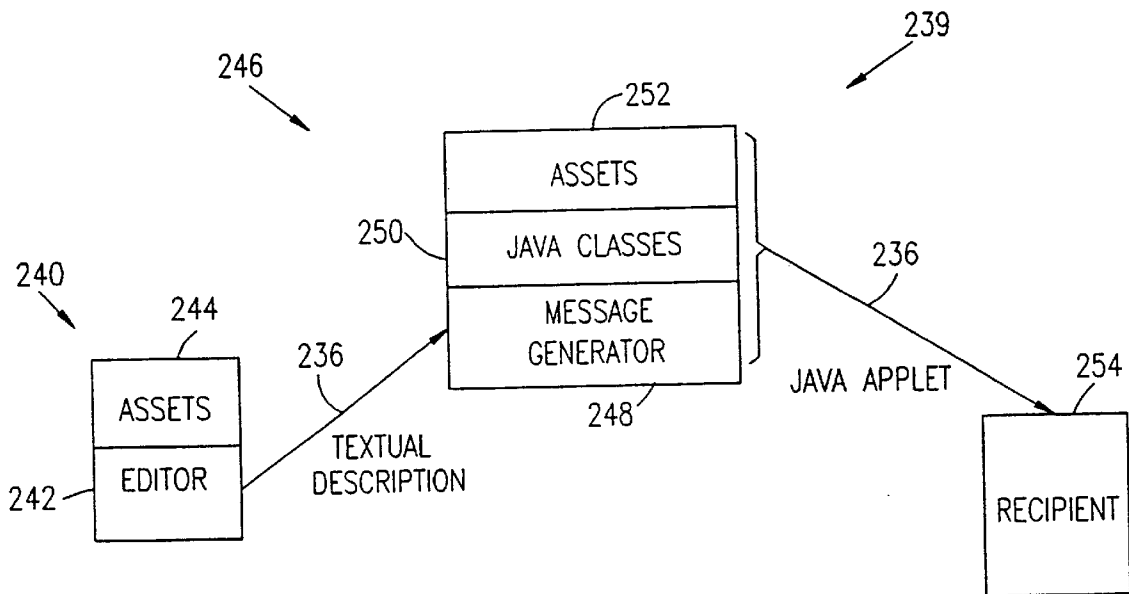 239
246
252
ASSETS
250
JAVA CLASSES
236
240
244
MESSAGE
GENERATOR
236
JAVA APPLET
254
248
ASSETS
TEXTUAL
DESCRIPTION
242
EDITOR
RECIPIENT